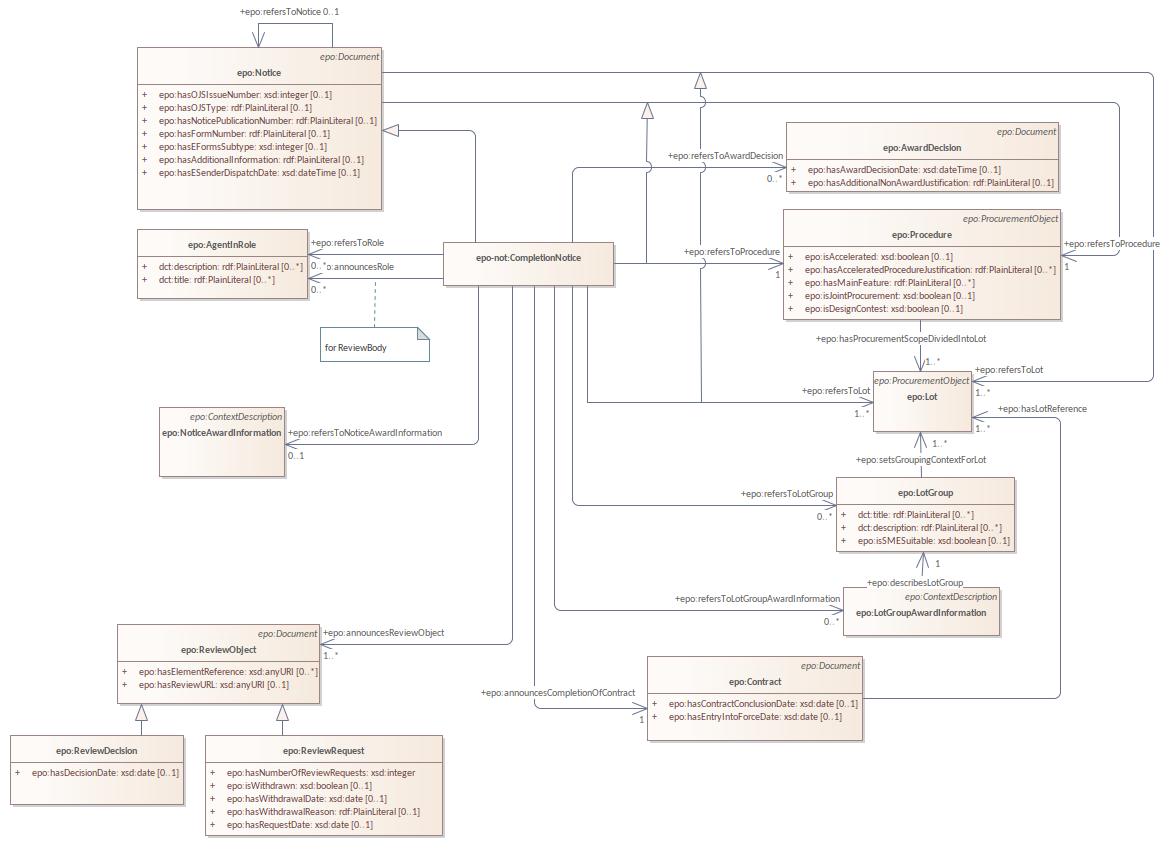 +epo:refersToNotice 0..1
epo:Document
epo:Notice
+ epo:hasOJSIssueNumber: xsd:integer [0..1]
+ epo:hasOJSType: rdf:PlainLiteral [0..1]
+ epo:hasNoticePublicationNumber: rdf:PlainLiteral [0..1]
+ epo:hasFormNumber: rdf:PlainLiteral [0..1]
+ epo:hasEFormsSubtype: xsd:integer [0..1]
+ epo:hasAdditionalInformation: rdf:PlainLiteral [0..1]
+ epo:hasESenderDispatchDate: xsd:dateTime [0..1]
epo:Document
epo:AwardDecision
+ epo:hasAwardDecisionDate: xsd:dateTime [0..1]
+ epo:hasAdditionalNonAwardJustification: rdf:PlainLiteral [0..1]
+epo:refersToAwardDecision
0..*
epo:AgentInRole
+ dct:description: rdf:PlainLiteral [0..*]
+ dct:title: rdf:PlainLiteral [0..*]
+epo:refersToRole
0..*
o:announcesRole
0..*
for ReviewBody
epo-not:CompletionNotice
+epo:refersToProcedure
1
epo:ProcurementObject
epo:Procedure
+ epo:isAccelerated: xsd:boolean [0..1]
+ epo:hasAcceleratedProcedureJustification: rdf:PlainLiteral [0..*]
+ epo:hasMainFeature: rdf:PlainLiteral [0..*]
+ epo:isJointProcurement: xsd:boolean [0..1]
+ epo:isDesignContest: xsd:boolean [0..1]
+epo:refersToProcedure
1
+epo:hasProcurementScopeDividedIntoLot
1..*
epo:ProcurementObject
epo:Lot
+epo:refersToLot
1..*
+epo:refersToLot
1..*
+epo:hasLotReference
1..*
epo:ContextDescription
epo:NoticeAwardInformation
+epo:refersToNoticeAwardInformation
0..1
1..*
+epo:setsGroupingContextForLot
epo:LotGroup
+ dct:title: rdf:PlainLiteral [0..*]
+ dct:description: rdf:PlainLiteral [0..*]
+ epo:isSMESuitable: xsd:boolean [0..1]
+epo:refersToLotGroup
0..*
1
+epo:describesLotGroup
epo:ContextDescription
epo:LotGroupAwardInformation
+epo:refersToLotGroupAwardInformation
0..*
epo:Document
epo:ReviewObject
+ epo:hasElementReference: xsd:anyURI [0..*]
+ epo:hasReviewURL: xsd:anyURI [0..1]
+epo:announcesReviewObject
1..*
epo:Document
epo:Contract
+ epo:hasContractConclusionDate: xsd:date [0..1]
+ epo:hasEntryIntoForceDate: xsd:date [0..1]
+epo:announcesCompletionOfContract
1
epo:ReviewDecision
+ epo:hasDecisionDate: xsd:date [0..1]
epo:ReviewRequest
+ epo:hasNumberOfReviewRequests: xsd:integer
+ epo:isWithdrawn: xsd:boolean [0..1]
+ epo:hasWithdrawalDate: xsd:date [0..1]
+ epo:hasWithdrawalReason: rdf:PlainLiteral [0..1]
+ epo:hasRequestDate: xsd:date [0..1]